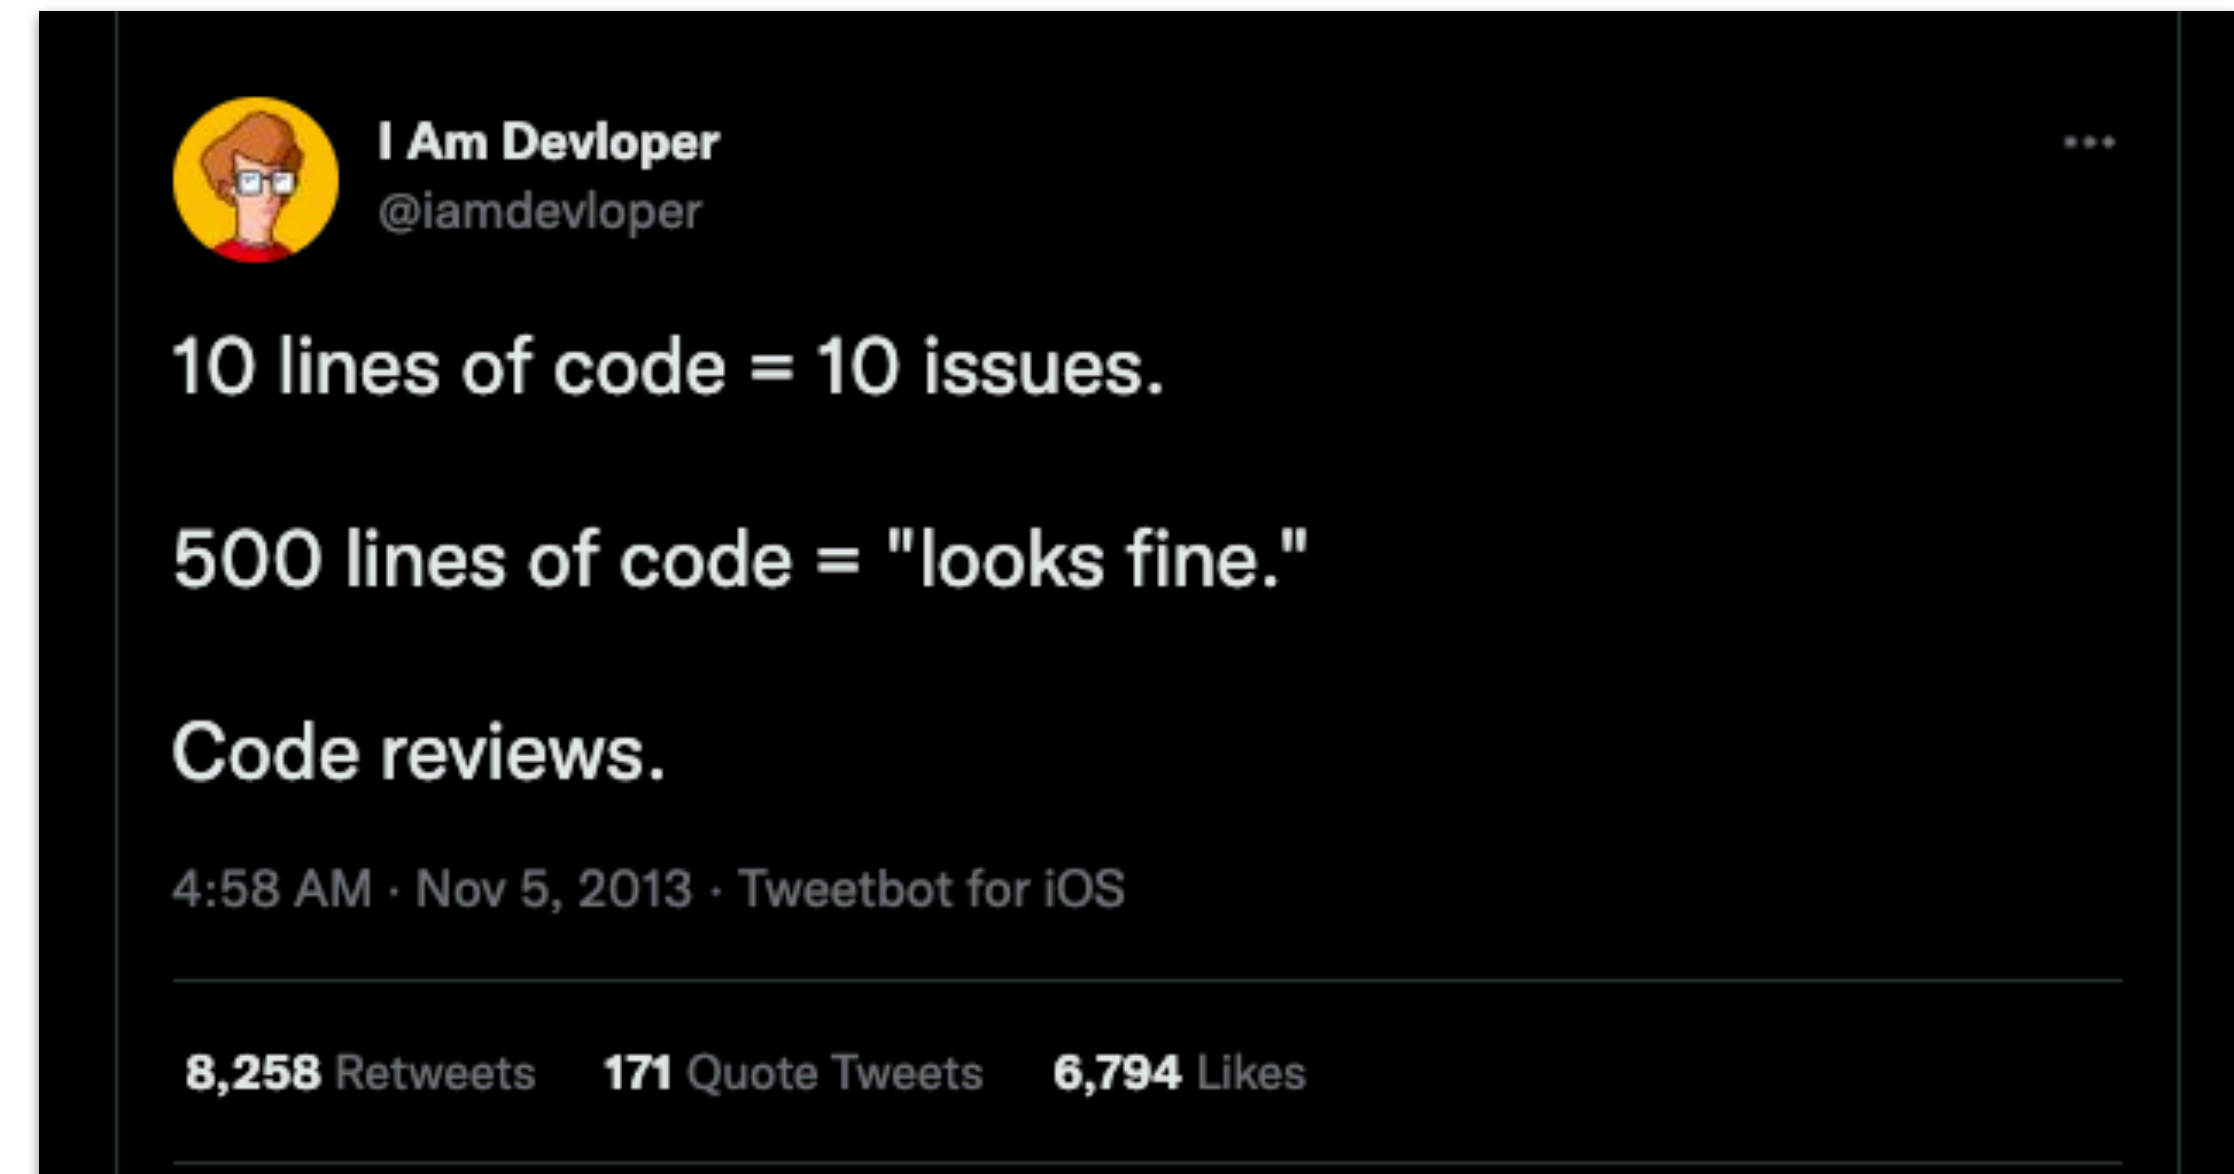 I Am Devloper
@iamdevloper
10 lines of code = 10 issues.
500 lines of code = "looks fine."
Code reviews.
4:58 AM · Nov 5, 2013 · Tweetbot for iOS
8,258 Retweets 171 Quote Tweets 6,794 Likes